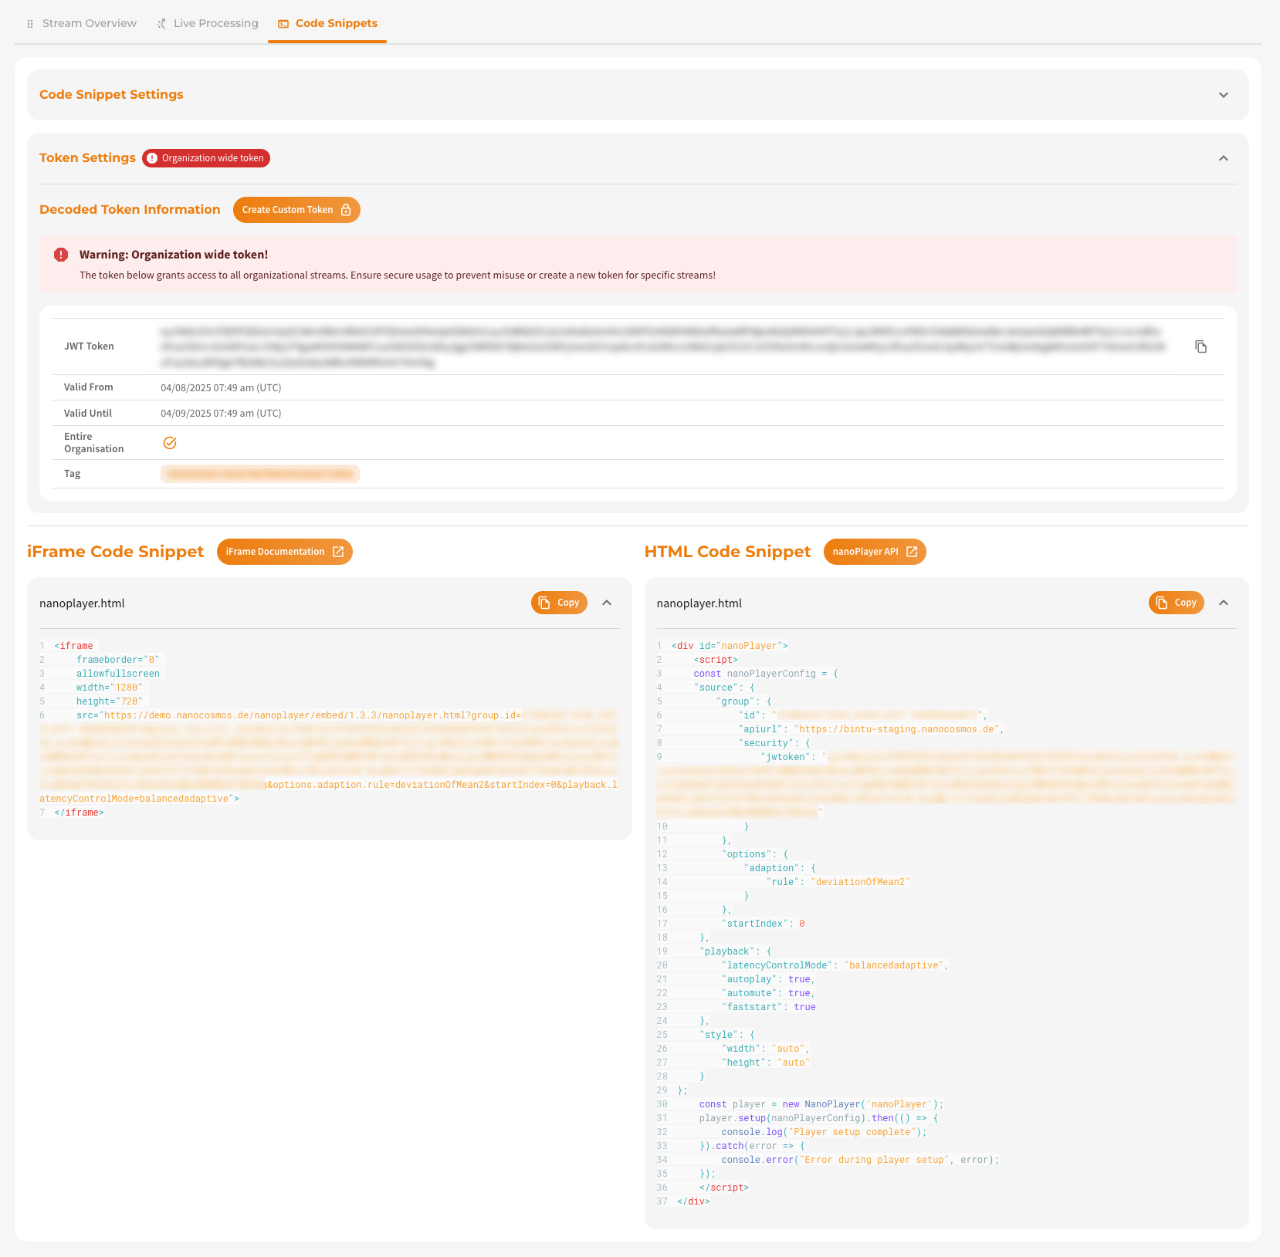 Stream Overview
Live Processing
Code Snippets
Code Snippet Settings
Token Settings
Organization wide token
Decoded Token Information
Create Custom Token
Warning: Organization wide token!
The token below grants access to all organizational streams. Ensure secure usage to prevent misuse or create a new token for specific streams!
JWT Token
Valid From 04/08/2025 07:49 am (UTC)
Valid Until 04/09/2025 07:49 am (UTC)
Entire
Organisation
Tag
iFrame Code Snippet
iFrame Documentation
nanoplayer.html
Copy
1 <iframe
2 frameborder="0"
3 allowfullscreen
4 width="1280"
5 height="720"
6 src="https://demo.nanocosmos.de/nanoplayer/embed/1.3.3/nanoplayer.html?group.id=
g&options.adaption.rule=deviationOfMean2&startIndex=0&playback.l
atencyControlMode=balancedadaptive">
7 </iframe>
HTML Code Snippet
nanoPlayer API
nanoplayer.html
Copy
1 <div id="nanoPlayer">
2 <script>
3 const nanoPlayerConfig = {
4 "source": {
5 "group": {
6 "id": "",
7 "apiurl": "https://bintu-staging.nanocosmos.de",
8 "security": {
9 "jwtoken": "
"
10 }
11 },
12 "options": {
13 "adaption": {
14 "rule": "deviationOfMean2"
15 }
16 },
17 "startIndex": 0
18 },
19 "playback": {
20 "latencyControlMode": "balancedadaptive",
21 "autoplay": true,
22 "automute": true,
23 "faststart": true
24 },
25 "style": {
26 "width": "auto",
27 "height": "auto"
28 }
29 };
30 const player = new NanoPlayer('nanoPlayer');
31 player.setup(nanoPlayerConfig).then(() => {
32 console.log("Player setup complete");
33 }).catch(error => {
34 console.error("Error during player setup", error);
35 });
36 </script>
37 </div>